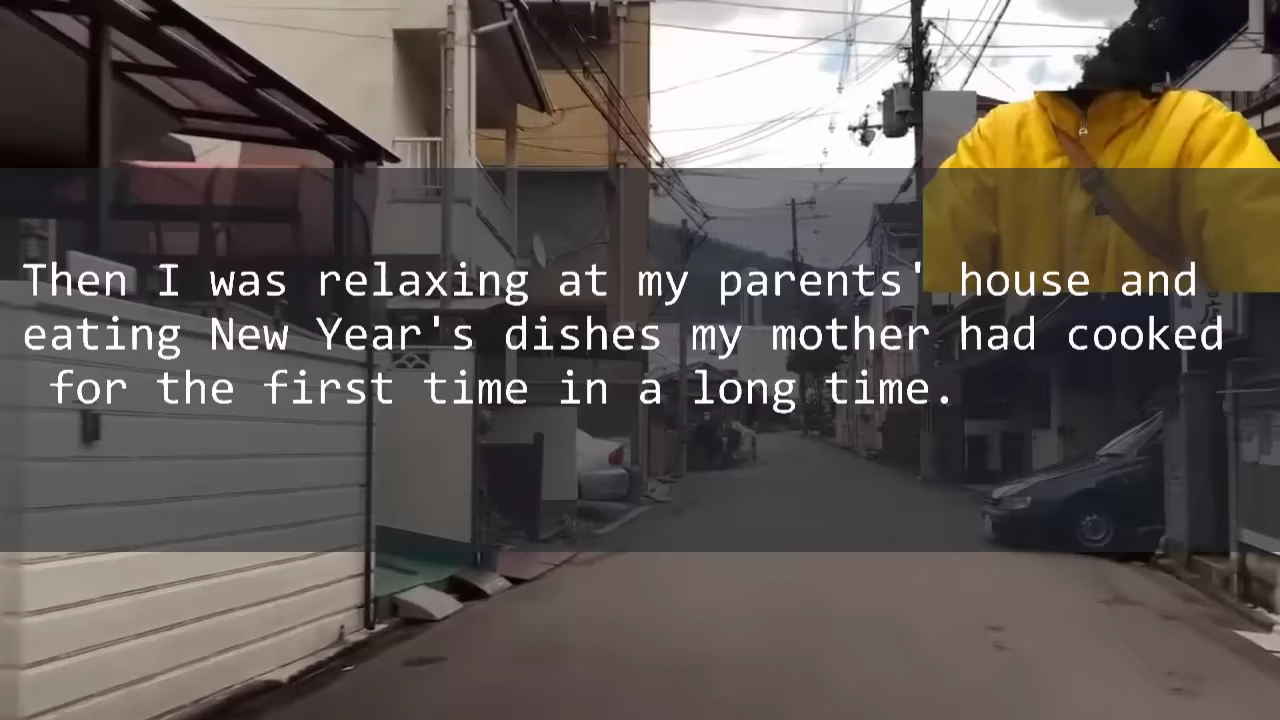 Then I was relaxing at my parents' house and
eating New Year's dishes my mother had cooked
for the first time in a long time.